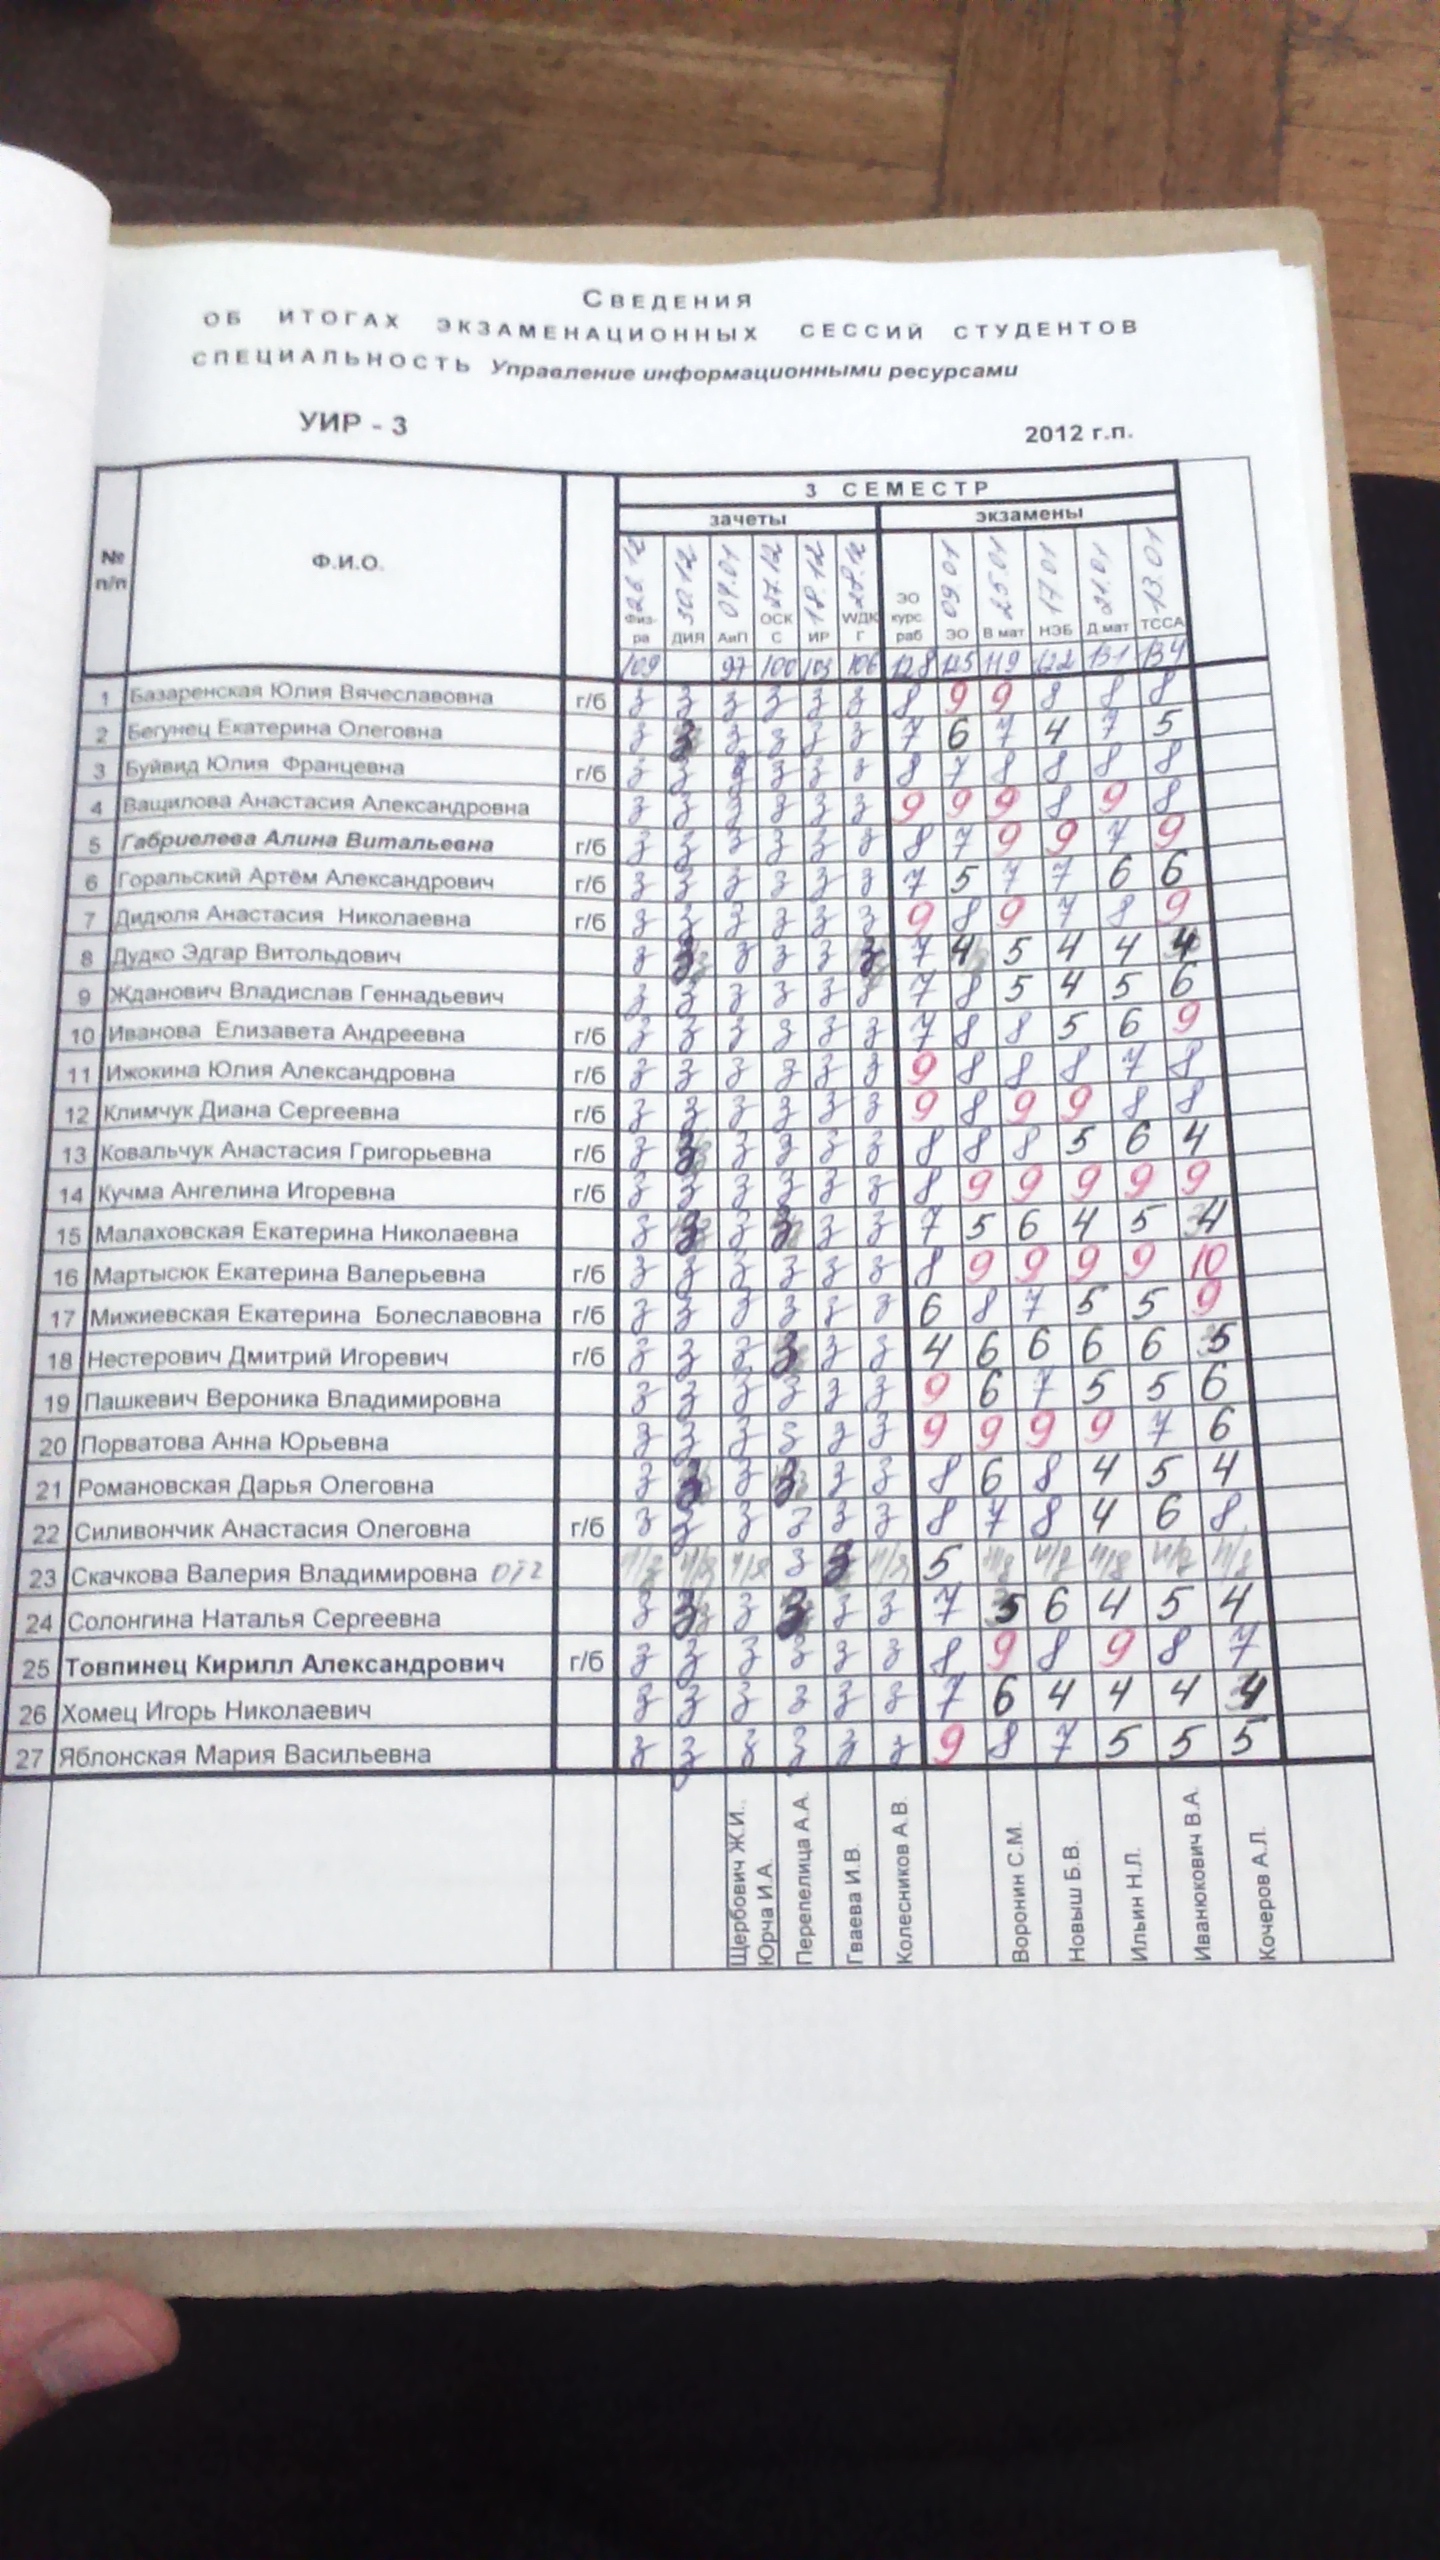 Сведения
ОБ ИТОГАХ ЭКЗАМЕНАЦИОННЫХ СЕССИЙ СТУДЕНТОВ
СПЕЦИАЛЬНОСТЬ Управление информационными ресурсами
УИР - 3 2012 г.п.
№ п/п Ф.И.О. 3 СЕМЕСТР
зачеты экзамены
26.12 30.12 04.01 27.12 18.12 28.12 09.01 25.01 17.01 21.01 13.01
Физ-ра ДИЯ АиП ОСКС ИР WДКГ ЭО курс. раб ЭО В мат НЭБ Д.мат ТССА
109 97 100 103 106 128 125 119 122 131 134
1 Базаренская Юлия Вячеславовна г/б з з з з з з 8 9 9 8 8 8
2 Бегунец Екатерина Олеговна з з з з з з 7 6 7 4 7 5
3 Буйвид Юлия Францевна г/б з з з з з з 8 7 8 8 8 8
4 Ващилова Анастасия Александровна з з з з з з 9 9 9 8 9 8
5 Габриелева Алина Витальевна г/б з з з з з з 8 7 9 9 7 9
6 Горальский Артём Александрович г/б з з з з з з 7 5 7 7 6 6
7 Дидюля Анастасия Николаевна г/б з з з з з з 9 8 9 7 8 9
8 Дудко Эдгар Витольдович з з з з з з 7 4 5 4 4 4
9 Жданович Владислав Геннадьевич з з з з з з 7 8 5 4 5 6
10 Иванова Елизавета Андреевна г/б з з з з з з 7 8 8 5 6 9
11 Ижокина Юлия Александровна г/б з з з з з з 9 8 8 8 7 8
12 Климчук Диана Сергеевна г/б з з з з з з 9 8 9 9 8 8
13 Ковальчук Анастасия Григорьевна г/б з з з з з з 8 8 8 5 6 4
14 Кучма Ангелина Игоревна г/б з з з з з з 8 9 9 9 9 9
15 Малаховская Екатерина Николаевна з з з з з з 7 5 6 4 5 4
16 Мартысюк Екатерина Валерьевна г/б з з з з з з 8 9 9 9 9 10
17 Мижиевская Екатерина Болеславовна г/б з з з з з з 6 8 7 5 5 9
18 Нестерович Дмитрий Игоревич г/б з з з з з з 4 6 6 6 6 5
19 Пашкевич Вероника Владимировна з з з з з з 9 6 7 5 5 6
20 Порватова Анна Юрьевна з з з з з з 9 9 9 9 7 6
21 Романовская Дарья Олеговна з з з з з з 8 6 8 4 5 4
22 Силивончик Анастасия Олеговна г/б з з з з з з 8 7 8 4 6 8
23 Скачкова Валерия Владимировна н/з н/з н/з з з н/з 5 н/з н/з н/з н/з н/з
24 Солонгина Наталья Сергеевна з з з з з з 7 5 6 4 5 4
25 Товпинец Кирилл Александрович г/б з з з з з з 8 9 8 9 8 7
26 Хомец Игорь Николаевич з з з з з з 7 6 4 4 4 4
27 Яблонская Мария Васильевна з з з з з з 9 8 7 5 5 5
Щербович Ж.И., Юрча И.А. Перепелица А.А. Гваева И.В. Колесников А.В. Воронин С.М. Новыш Б.В. Ильин Н.Л. Иванюкович В.А. Кочеров А.Л.